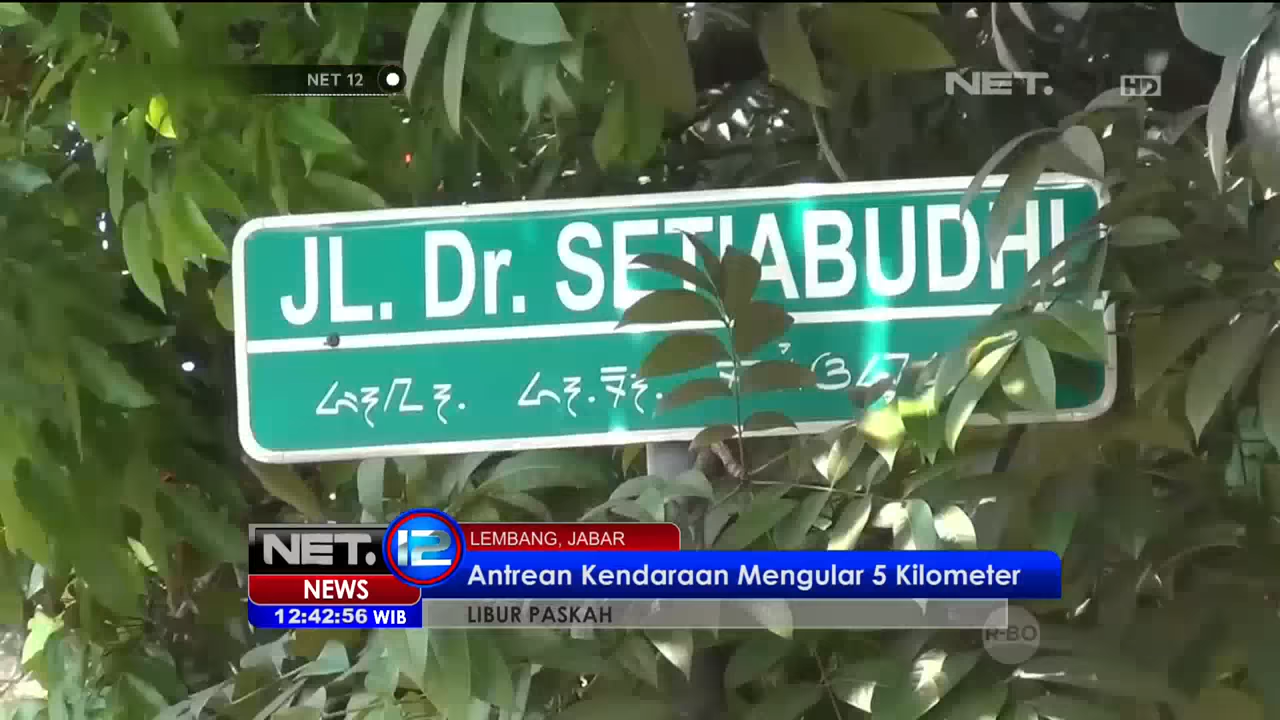 NET 12
NET.
HD
JL. Dr. SETIABUDHI
NET. 12
LEMBANG, JABAR
Antrean Kendaraan Mengular 5 Kilometer
NEWS
12:42:56 WIB
LIBUR PASKAH
R-BO